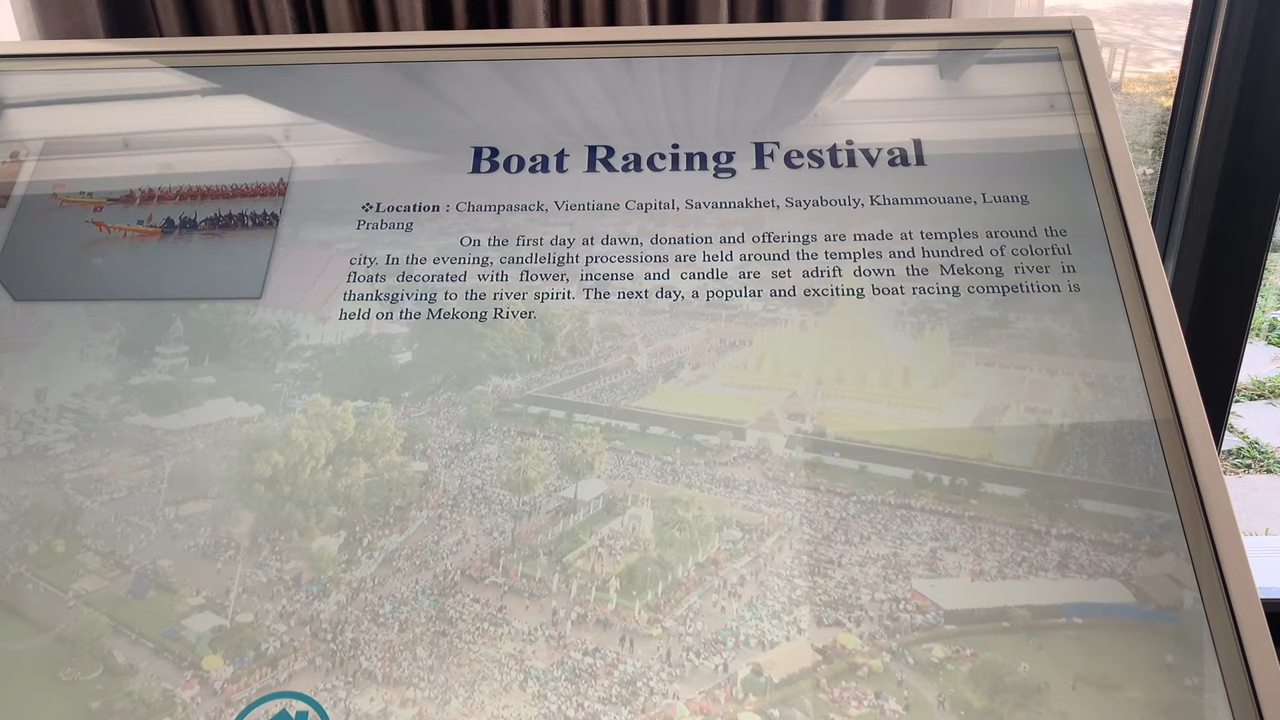 Boat Racing Festival
❖Location : Champasack, Vientiane Capital, Savannakhet, Sayabouly, Khammouane, Luang
Prabang
On the first day at dawn, donation and offerings are made at temples around the
city. In the evening, candlelight processions are held around the temples and hundred of colorful
floats decorated with flower, incense and candle are set adrift down the Mekong river in
thanksgiving to the river spirit. The next day, a popular and exciting boat racing competition is
held on the Mekong River.